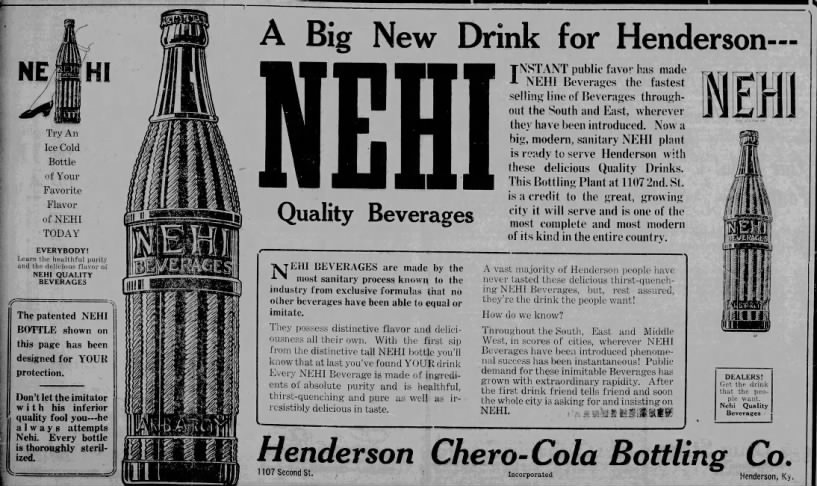 A Big New Drink for Henderson---
NE HI
Try An
Ice Cold
Bottle
of Your
Favorite
Flavor
of NEHI
TODAY
EVERYBODY!
Learn the healthful purity
and the delicious flavor of
NEHI QUALITY
BEVERAGES
The patented NEHI
BOTTLE shown on
this page has been
designed for YOUR
protection.
Don't let the imitator
with his inferior
quality fool you---he
always attempts
Nehi. Every bottle
is thoroughly steril-
ized.
NEHI
BEVERAGES
NEHI
Quality Beverages
INSTANT public favor has made
NEHI Beverages the fastest
selling line of Beverages through-
out the South and East, wherever
they have been introduced. Now a
big, modern, sanitary NEHI plant
is ready to serve Henderson with
these delicious Quality Drinks.
This Bottling Plant at 1107 2nd. St.
is a credit to the great, growing
city it will serve and is one of the
most complete and most modern
of its kind in the entire country.
NEHI
NEHI
BEVERAGES
NEHI BEVERAGES are made by the
most sanitary process known to the
industry from exclusive formulas that no
other beverages have been able to equal or
imitate.
They possess distinctive flavor and delici-
ousness all their own. With the first sip
from the distinctive tall NEHI bottle you'll
know that at last you've found YOUR drink
Every NEHI Beverage is made of ingredi-
ents of absolute purity and is healthful,
thirst-quenching and pure as well as ir-
resistibly delicious in taste.
A vast majority of Henderson people have
never tasted these delicious thirst-quench-
ing NEHI Beverages, but, rest assured,
they're the drink the people want!
How do we know?
Throughout the South, East and Middle
West, in scores of cities, wherever NEHI
Beverages have been introduced phenome-
nal success has been instantaneous! Public
demand for these inimitable Beverages has
grown with extraordinary rapidity. After
the first drink friend tells friend and soon
the whole city is asking for and insisting on
NEHI.
DEALERS!
Get the drink
that the peo-
ple want.
Nehi Quality
Beverages
Henderson Chero-Cola Bottling Co.
1107 Second St.
Incorporated
Henderson, Ky.